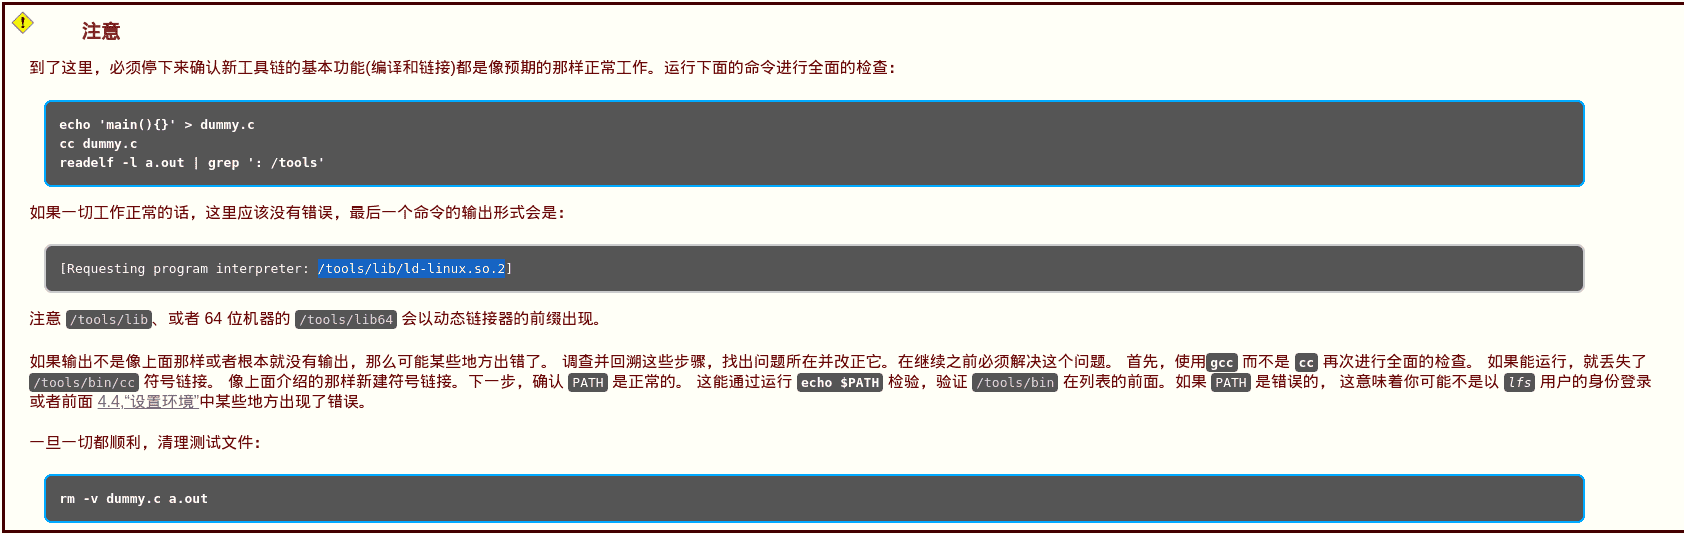 注意
到了这里，必须停下来确认新工具链的基本功能(编译和链接)都是像预期的那样正常工作。运行下面的命令进行全面的检查：
echo 'main(){}' > dummy.c
cc dummy.c
readelf -l a.out | grep ': /tools'
如果一切工作正常的话，这里应该没有错误，最后一个命令的输出形式会是：
[Requesting program interpreter: /tools/lib/ld-linux.so.2]
注意 /tools/lib、或者 64 位机器的 /tools/lib64 会以动态链接器的前缀出现。
如果输出不是像上面那样或者根本就没有输出，那么可能某些地方出错了。 调查并回溯这些步骤，找出问题所在并改正它。在继续之前必须解决这个问题。 首先，使用gcc 而不是 cc 再次进行全面的检查。 如果能运行，就丢失了
/tools/bin/cc 符号链接。 像上面介绍的那样新建符号链接。下一步，确认 PATH 是正常的。 这能通过运行 echo $PATH 检验，验证 /tools/bin 在列表的前面。如果 PATH 是错误的， 这意味着你可能不是以 lfs 用户的身份登录
或者前面 4.4,“设置环境”中某些地方出现了错误。
一旦一切都顺利，清理测试文件：
rm -v dummy.c a.out